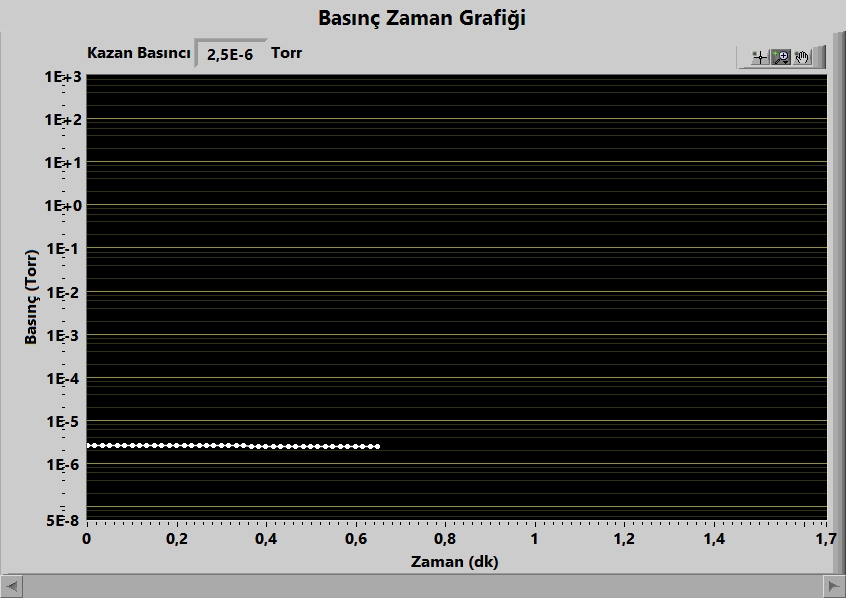 Basınç Zaman Grafiği
Kazan Basıncı 2,5E-6 Torr
1E+3
1E+2
1E+1
1E+0
1E-1
1E-2
1E-3
1E-4
1E-5
1E-6
5E-8
Basınç (Torr)
0 0,2 0,4 0,6 0,8 1 1,2 1,4 1,7
Zaman (dk)